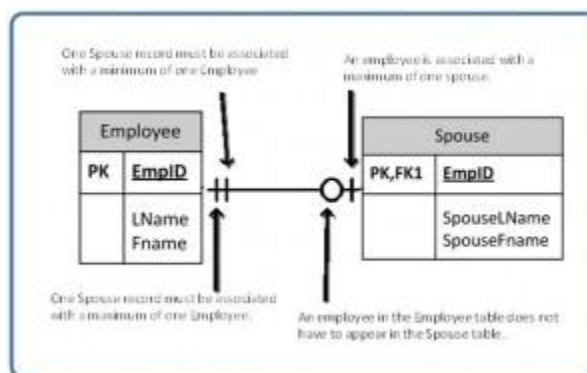 One Spouse record must be associated
with a minimum of one Employee
An employee is associated with a
maximum of one spouse.
Employee
PK EmpID
LName
Fname
Spouse
PK,FK1 EmpID
SpouseLName
SpouseFname
One Spouse record must be associated
with a maximum of one Employee.
An employee in the Employee table does not
have to appear in the Spouse table.